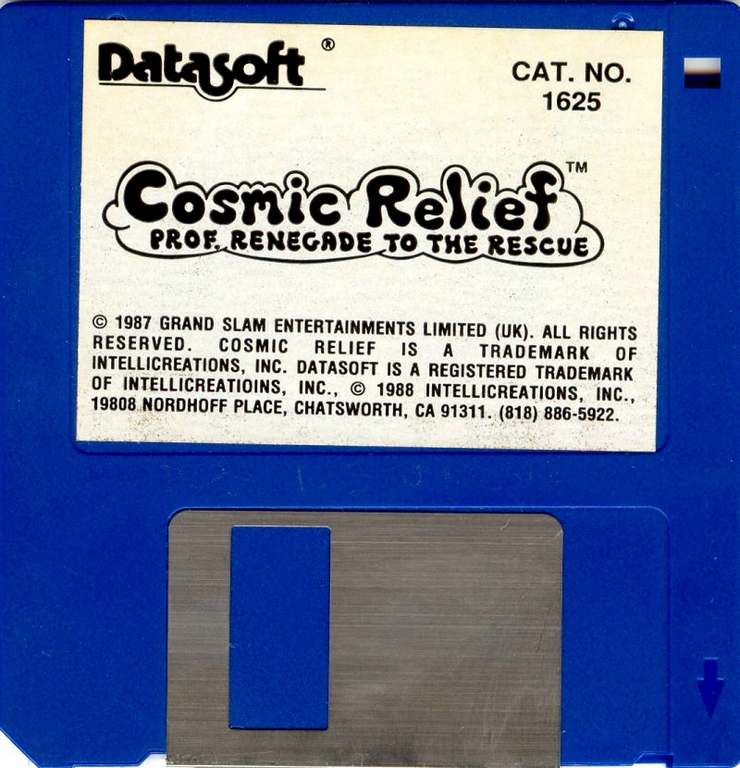 Datasoft®
CAT. NO.
1625
Cosmic Relief™
PROF. RENEGADE TO THE RESCUE
© 1987 GRAND SLAM ENTERTAINMENTS LIMITED (UK). ALL RIGHTS
RESERVED. COSMIC RELIEF IS A TRADEMARK OF
INTELLICREATIONS, INC. DATASOFT IS A REGISTERED TRADEMARK
OF INTELLICREATIOINS, INC., © 1988 INTELLICREATIONS, INC.,
19808 NORDHOFF PLACE, CHATSWORTH, CA 91311. (818) 886-5922.